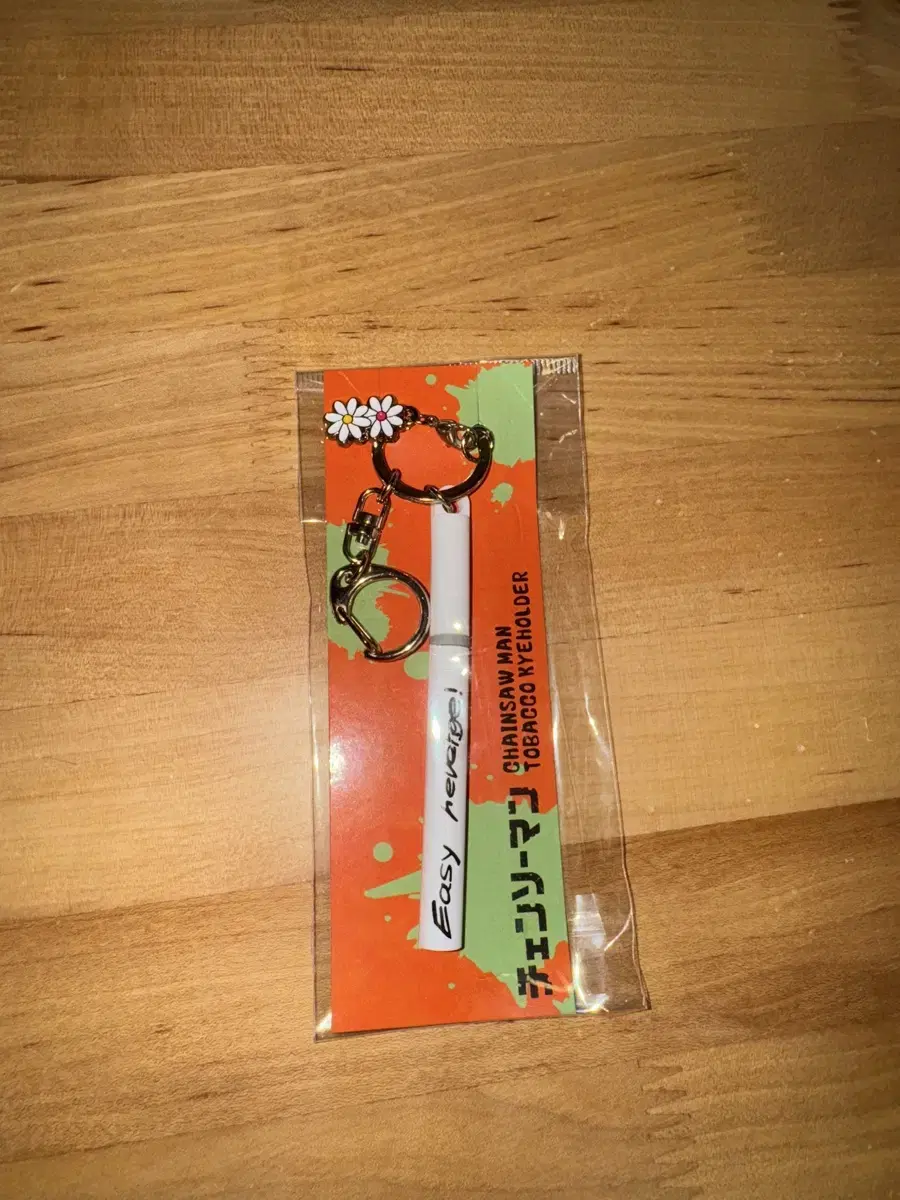 Easy revenge!
CHAINSAW MAN
TOBACCO KYEHOLDER
チェンソーマン